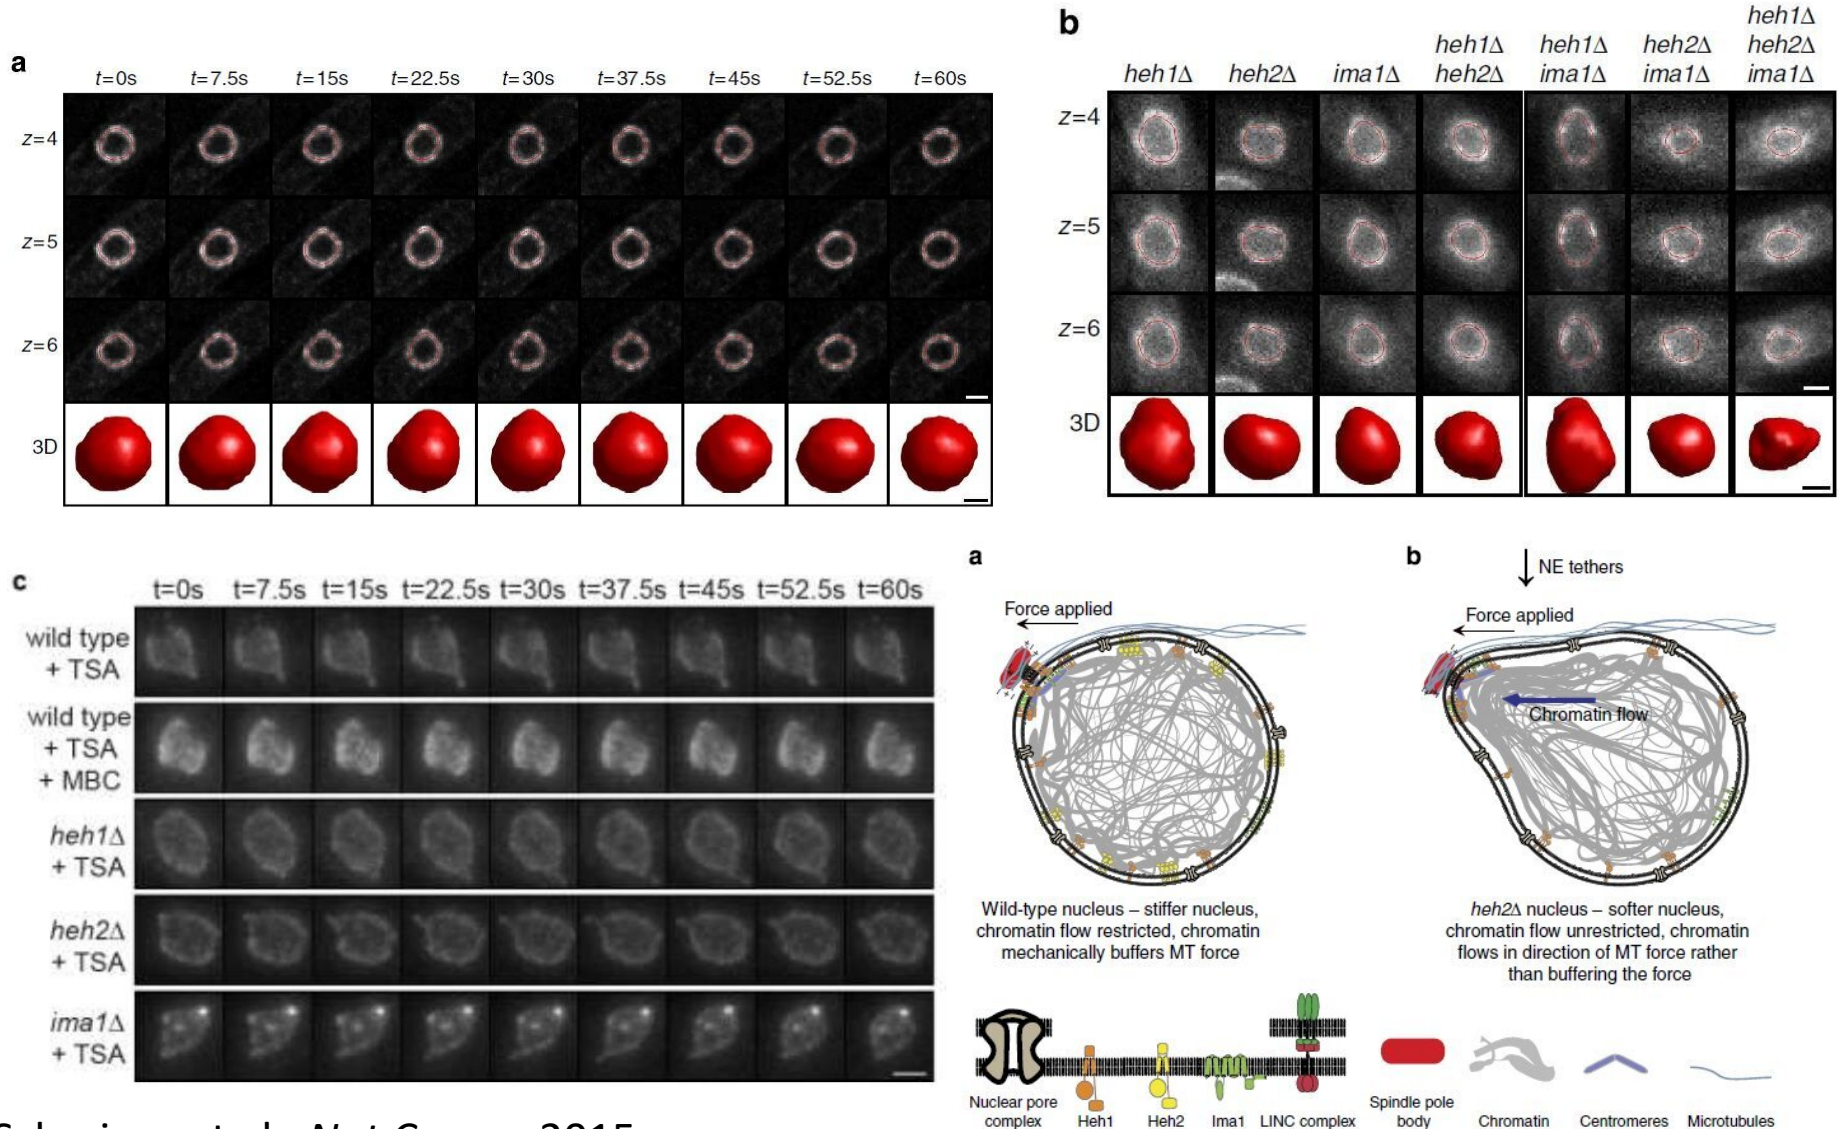 a
t=0s t=7.5s t=15s t=22.5s t=30s t=37.5s t=45s t=52.5s t=60s
z=4
z=5
z=6
3D
b
heh1Δ
heh1Δ heh1Δ heh2Δ heh2Δ
heh1Δ heh2Δ ima1Δ heh2Δ ima1Δ ima1Δ ima1Δ
z=4
z=5
z=6
3D
c
t=0s t=7.5s t=15s t=22.5s t=30s t=37.5s t=45s t=52.5s t=60s
wild type
+ TSA
wild type
+ TSA
+ MBC
heh1Δ
+ TSA
heh2Δ
+ TSA
ima1Δ
+ TSA
a
Force applied
Wild-type nucleus – stiffer nucleus,
chromatin flow restricted, chromatin
mechanically buffers MT force
b
NE tethers
Force applied
Chromatin flow
heh2Δ nucleus – softer nucleus,
chromatin flow unrestricted, chromatin
flows in direction of MT force rather
than buffering the force
Nuclear pore
complex
Heh1
Heh2
Ima1
LINC complex
Spindle pole
body
Chromatin
Centromeres
Microtubules
2015